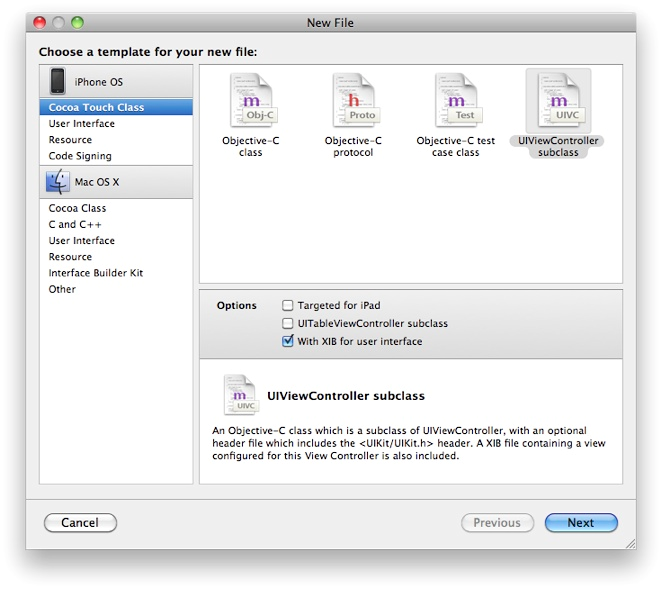 New File
Choose a template for your new file:
iPhone OS
Cocoa Touch Class
User Interface
Resource
Code Signing
Mac OS X
Cocoa Class
C and C++
User Interface
Resource
Interface Builder Kit
Other
m
Obj-C
Objective-C
class
h
Proto
Objective-C
protocol
m
Test
Objective-C test
case class
m
UIVC
UIViewController
subclass
Options
Targeted for iPad
UITableViewController subclass
With XIB for user interface
m
UIVC
UIViewController subclass
An Objective-C class which is a subclass of UIViewController, with an optional
header file which includes the <UIKit/UIKit.h> header. A XIB file containing a view
configured for this View Controller is also included.
Cancel
Previous
Next